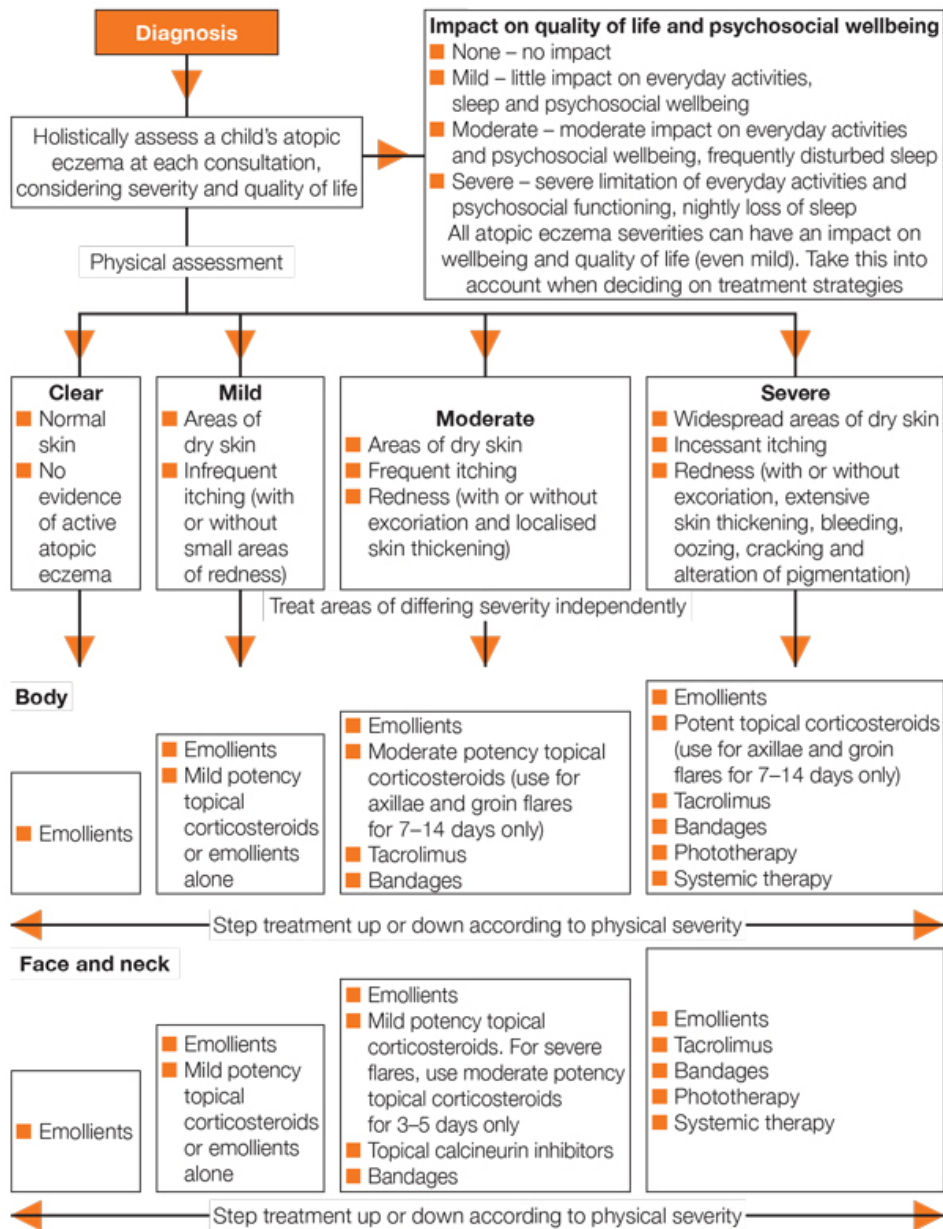 Diagnosis
Holistically assess a child's atopic
eczema at each consultation,
considering severity and quality of life
Impact on quality of life and psychosocial wellbeing
None – no impact
Mild – little impact on everyday activities,
sleep and psychosocial wellbeing
Moderate – moderate impact on everyday activities
and psychosocial wellbeing, frequently disturbed sleep
Severe – severe limitation of everyday activities and
psychosocial functioning, nightly loss of sleep
All atopic eczema severities can have an impact on
wellbeing and quality of life (even mild). Take this into
account when deciding on treatment strategies
Physical assessment
Clear
Normal
skin
No
evidence
of active
atopic
eczema
Mild
Areas of
dry skin
Infrequent
itching (with
or without
small areas
of redness)
Moderate
Areas of dry skin
Frequent itching
Redness (with or without
excoriation and localised
skin thickening)
Severe
Widespread areas of dry skin
Incessant itching
Redness (with or without
excoriation, extensive
skin thickening, bleeding,
oozing, cracking and
alteration of pigmentation)
Treat areas of differing severity independently
Body
Emollients
Emollients
Mild potency
topical
corticosteroids
or emollients
alone
Emollients
Moderate potency topical
corticosteroids (use for
axillae and groin flares
for 7–14 days only)
Tacrolimus
Bandages
Emollients
Potent topical corticosteroids
(use for axillae and groin
flares for 7–14 days only)
Tacrolimus
Bandages
Phototherapy
Systemic therapy
Step treatment up or down according to physical severity
Face and neck
Emollients
Emollients
Mild potency
topical
corticosteroids
or emollients
alone
Emollients
Mild potency topical
corticosteroids. For severe
flares, use moderate potency
topical corticosteroids
for 3–5 days only
Topical calcineurin inhibitors
Bandages
Emollients
Tacrolimus
Bandages
Phototherapy
Systemic therapy
Step treatment up or down according to physical severity